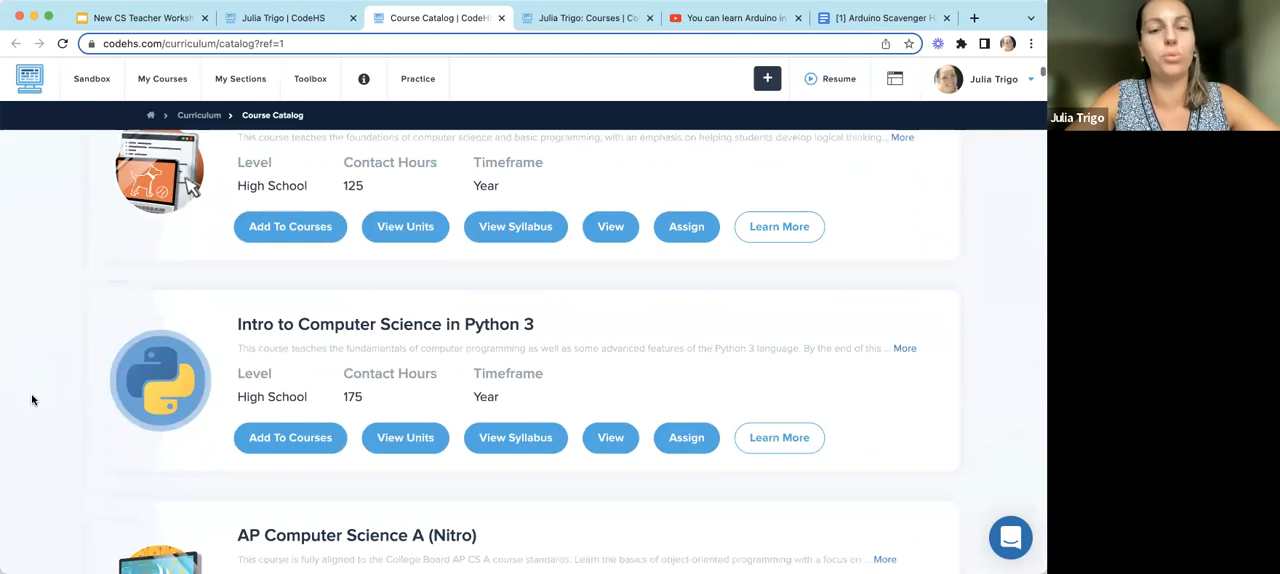 New CS Teacher Worksh
Julia Trigo | CodeHS
Course Catalog | CodeHS
Julia Trigo: Courses | Co
You can learn Arduino in
[1] Arduino Scavenger H
codehs.com/curriculum/catalog?ref=1
Sandbox My Courses My Sections Toolbox Practice Resume Julia Trigo
Curriculum Course Catalog
Julia Trigo
This course teaches the foundations of computer science and basic programming, with an emphasis on helping students develop logical thinking... More
Level Contact Hours Timeframe
High School 125 Year
Add To Courses View Units View Syllabus View Assign Learn More
Intro to Computer Science in Python 3
This course teaches the fundamentals of computer programming as well as some advanced features of the Python 3 language. By the end of this ... More
Level Contact Hours Timeframe
High School 175 Year
Add To Courses View Units View Syllabus View Assign Learn More
AP Computer Science A (Nitro)
This course is fully aligned to the College Board AP CS A course standards. Learn the basics of object-oriented programming with a focus on ... More